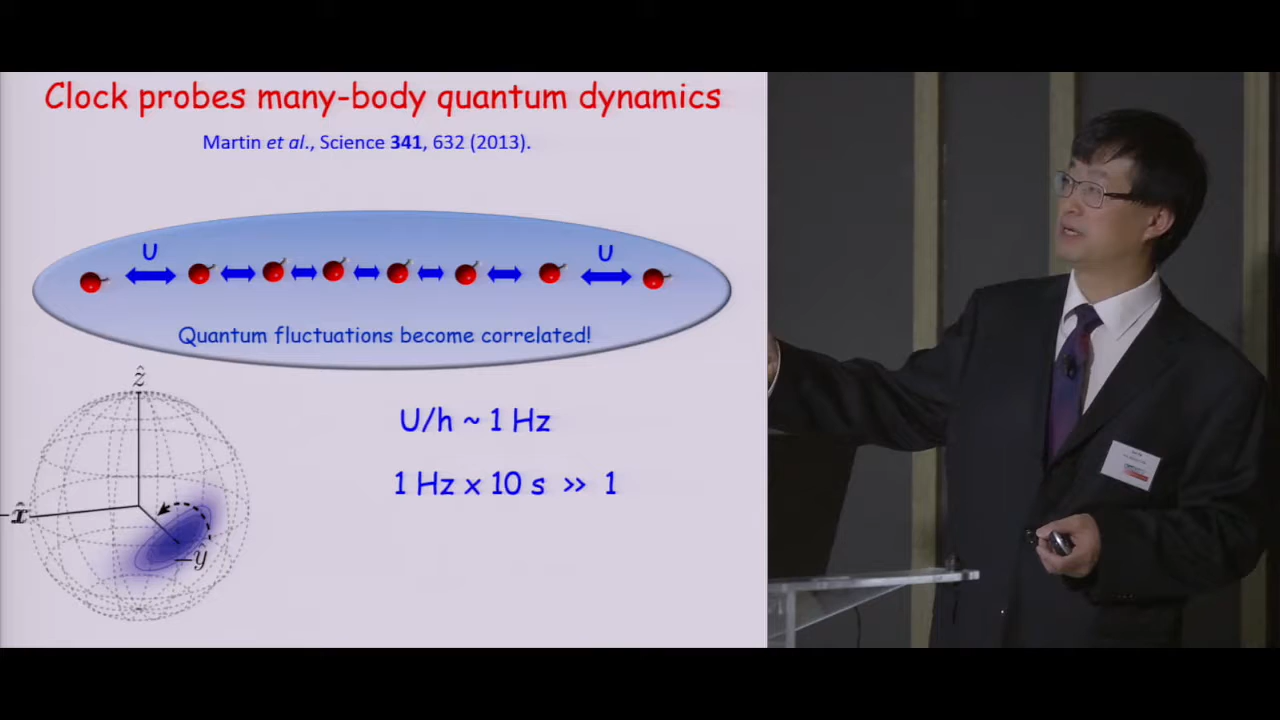 Clock probes many-body quantum dynamics
Martin et al., Science 341, 632 (2013).
U
U
Quantum fluctuations become correlated!
ẑ
U/h ~ 1 Hz
1 Hz x 10 s >> 1
x̂
−ŷ